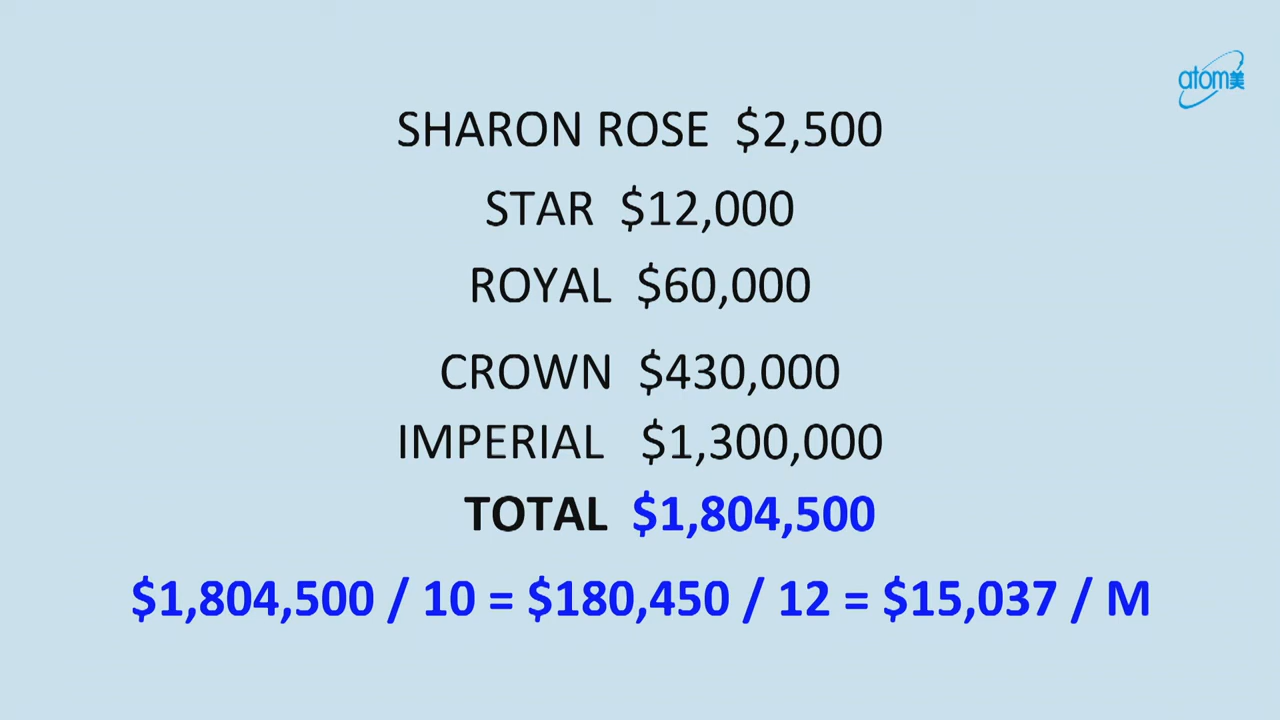 atom美
SHARON ROSE $2,500
STAR $12,000
ROYAL $60,000
CROWN $430,000
IMPERIAL $1,300,000
TOTAL $1,804,500
$1,804,500 / 10 = $180,450 / 12 = $15,037 / M